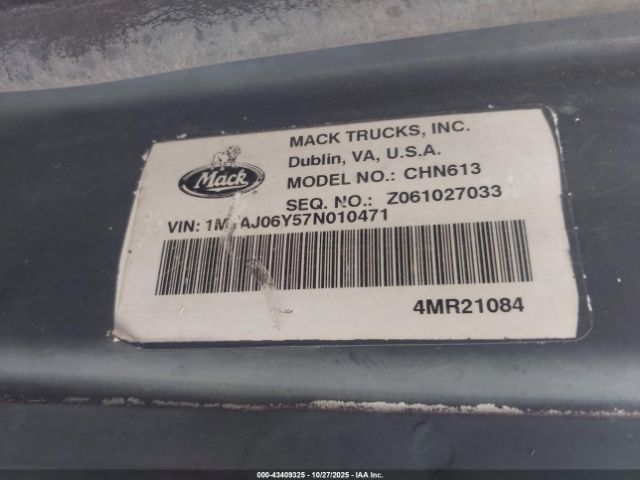 MACK TRUCKS, INC.
Dublin, VA, U.S.A.
Mack
MODEL NO.: CHN613
SEQ. NO.: Z061027033
VIN:
4MR21084
000-43409325 - 10/27/2025 - IAA Inc.